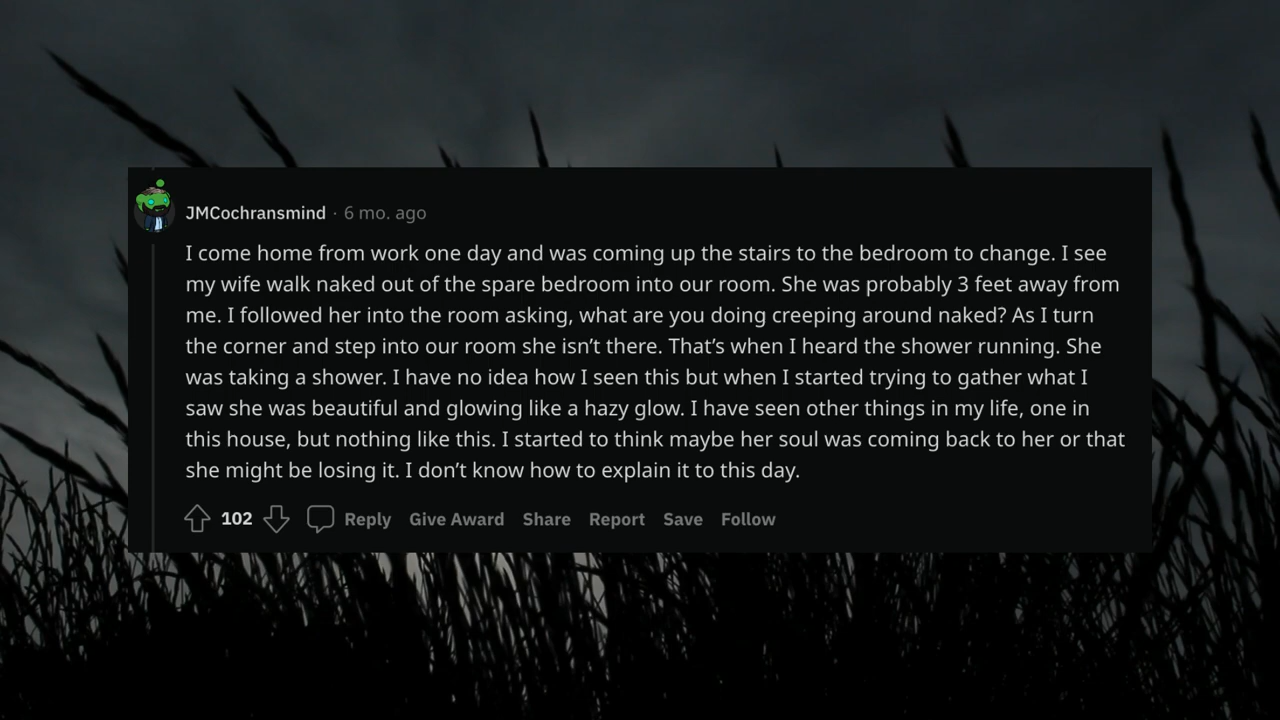 JMCochransmind · 6 mo. ago
I come home from work one day and was coming up the stairs to the bedroom to change. I see
my wife walk naked out of the spare bedroom into our room. She was probably 3 feet away from
me. I followed her into the room asking, what are you doing creeping around naked? As I turn
the corner and step into our room she isn’t there. That’s when I heard the shower running. She
was taking a shower. I have no idea how I seen this but when I started trying to gather what I
saw she was beautiful and glowing like a hazy glow. I have seen other things in my life, one in
this house, but nothing like this. I started to think maybe her soul was coming back to her or that
she might be losing it. I don’t know how to explain it to this day.
102 Reply Give Award Share Report Save Follow